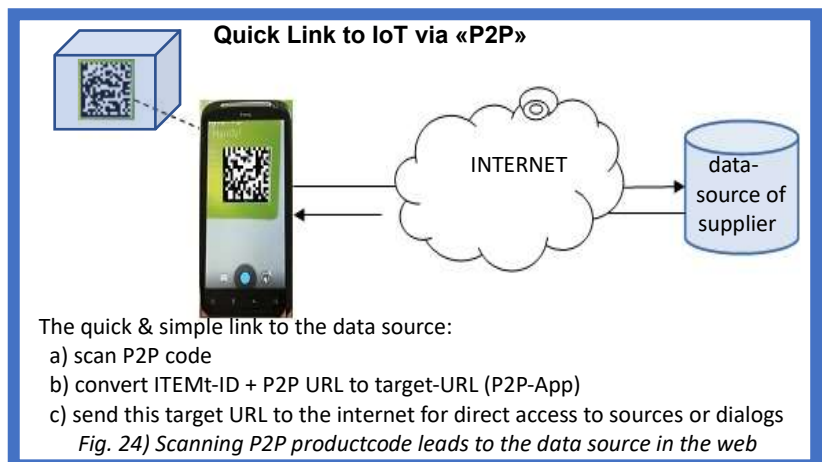 Quick Link to IoT via «P2P»
INTERNET
data-
source of
supplier
The quick & simple link to the data source:
a) scan P2P code
b) convert ITEMt-ID + P2P URL to target-URL (P2P-App)
c) send this target URL to the internet for direct access to sources or dialogs
Fig. 24) Scanning P2P productcode leads to the data source in the web